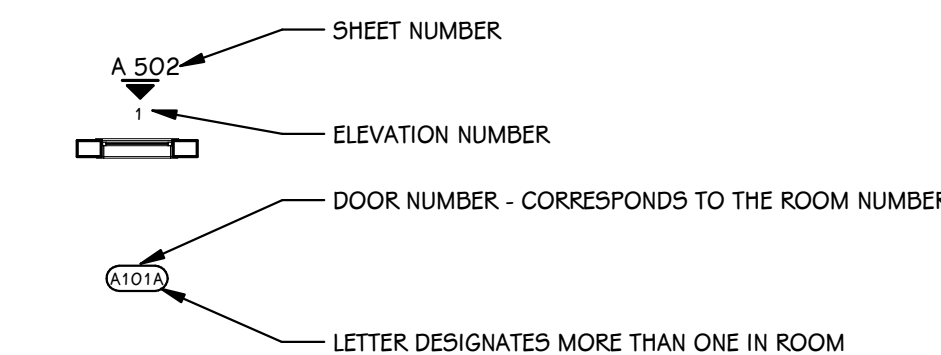 SHEET NUMBER
A 502
1
ELEVATION NUMBER
DOOR NUMBER - CORRESPONDS TO THE ROOM NUMBER
A101A
LETTER DESIGNATES MORE THAN ONE IN ROOM